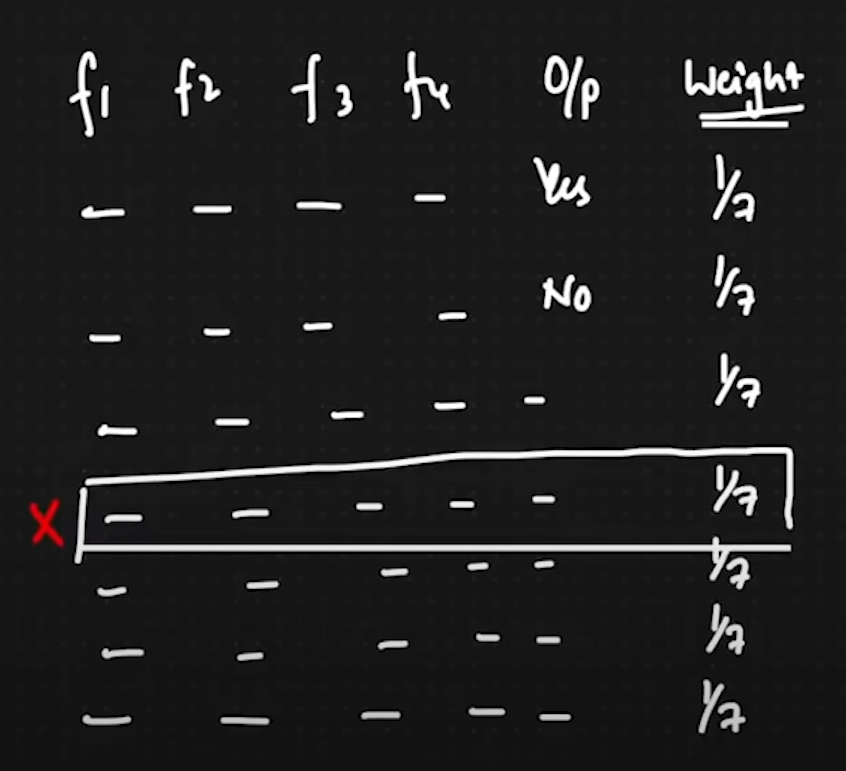 f1 f2 f3 f4 O/p Weight
— — — — Yes 1/7
— — — — No 1/7
— — — — — 1/7
X — — — — — 1/7
— — — — — 1/7
— — — — — 1/7
— — — — — 1/7